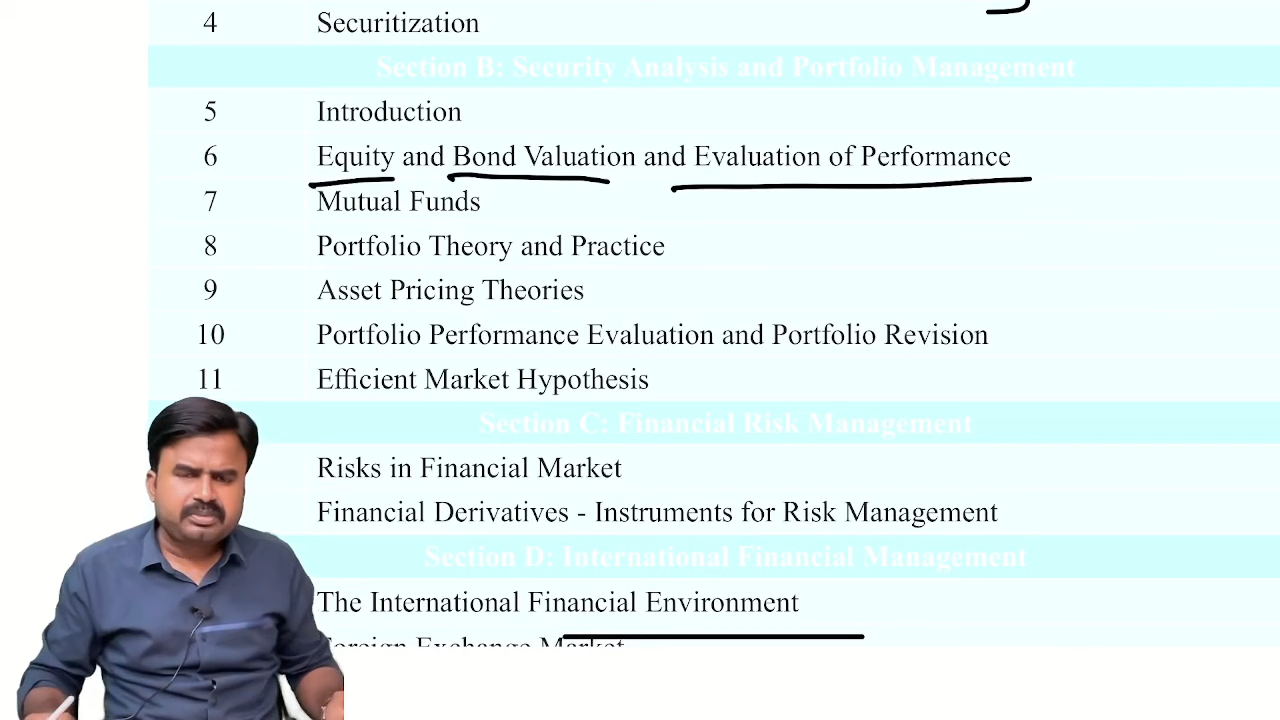 4 Securitization
Section B: Security Analysis and Portfolio Management
5 Introduction
6 Equity and Bond Valuation and Evaluation of Performance
7 Mutual Funds
8 Portfolio Theory and Practice
9 Asset Pricing Theories
10 Portfolio Performance Evaluation and Portfolio Revision
11 Efficient Market Hypothesis
Section C: Financial Risk Management
Risks in Financial Market
Financial Derivatives - Instruments for Risk Management
Section D: International Financial Management
The International Financial Environment
Foreign Exchange Market